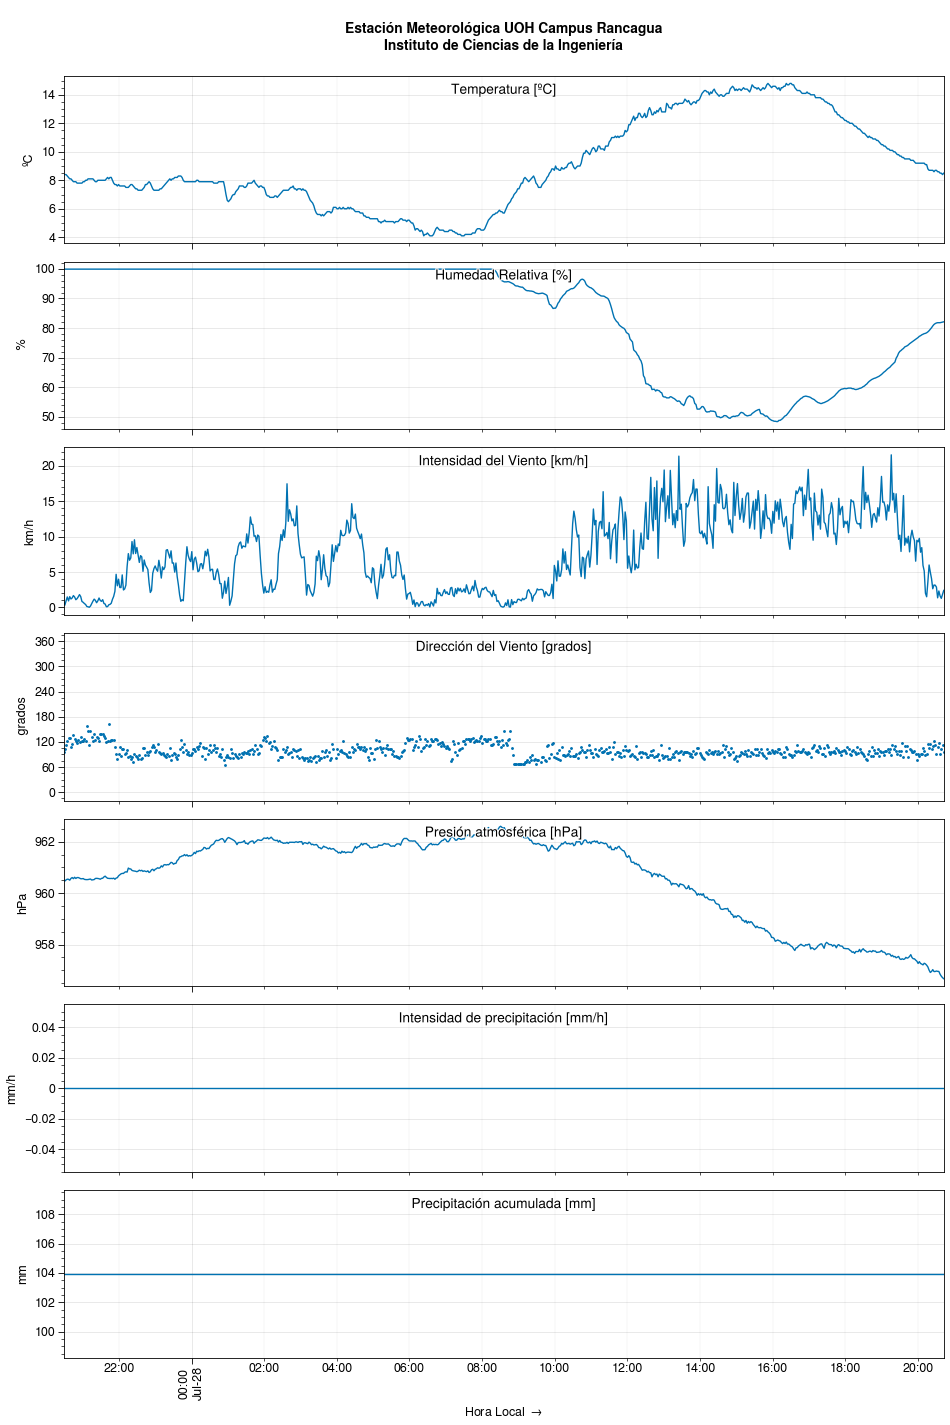 Estación Meteorológica UOH Campus Rancagua
Instituto de Ciencias de la Ingeniería
Temperatura [ºC]
14
12
10
8
6
4
ºC
Humedad Relativa [%]
100
90
80
70
60
50
%
Intensidad del Viento [km/h]
20
15
10
5
0
km/h
Dirección del Viento [grados]
360
300
240
180
120
60
0
grados
Presión atmosférica [hPa]
962
960
958
hPa
Intensidad de precipitación [mm/h]
0.04
0.02
0
−0.02
−0.04
mm/h
Precipitación acumulada [mm]
108
106
104
102
100
mm
22:00
00:00
Jul-28
02:00
04:00
06:00
08:00
10:00
12:00
14:00
16:00
18:00
20:00
Hora Local →